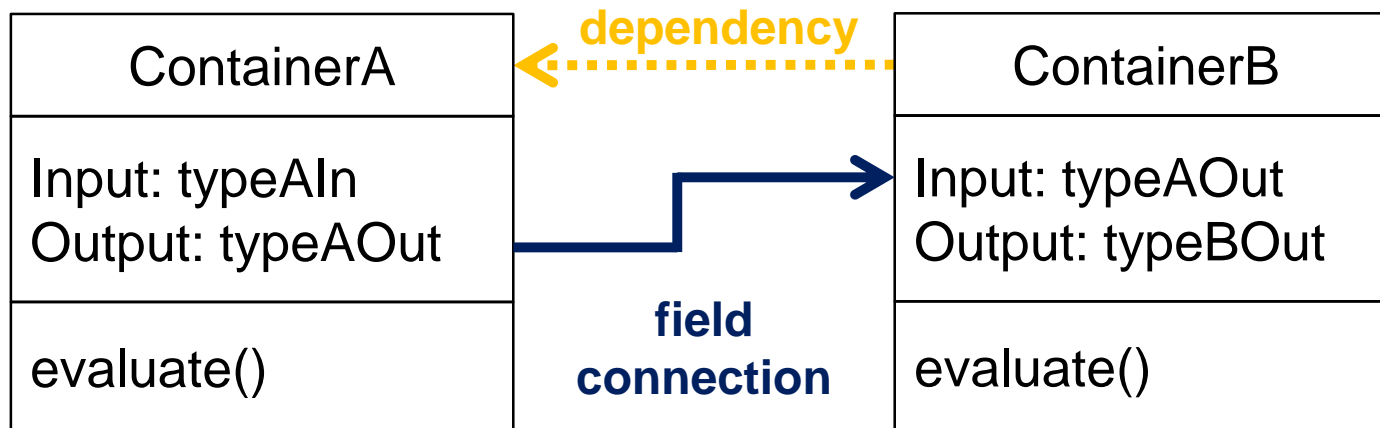 ContainerA
Input: typeAIn
Output: typeAOut
evaluate()
dependency
field
connection
ContainerB
Input: typeAOut
Output: typeBOut
evaluate()